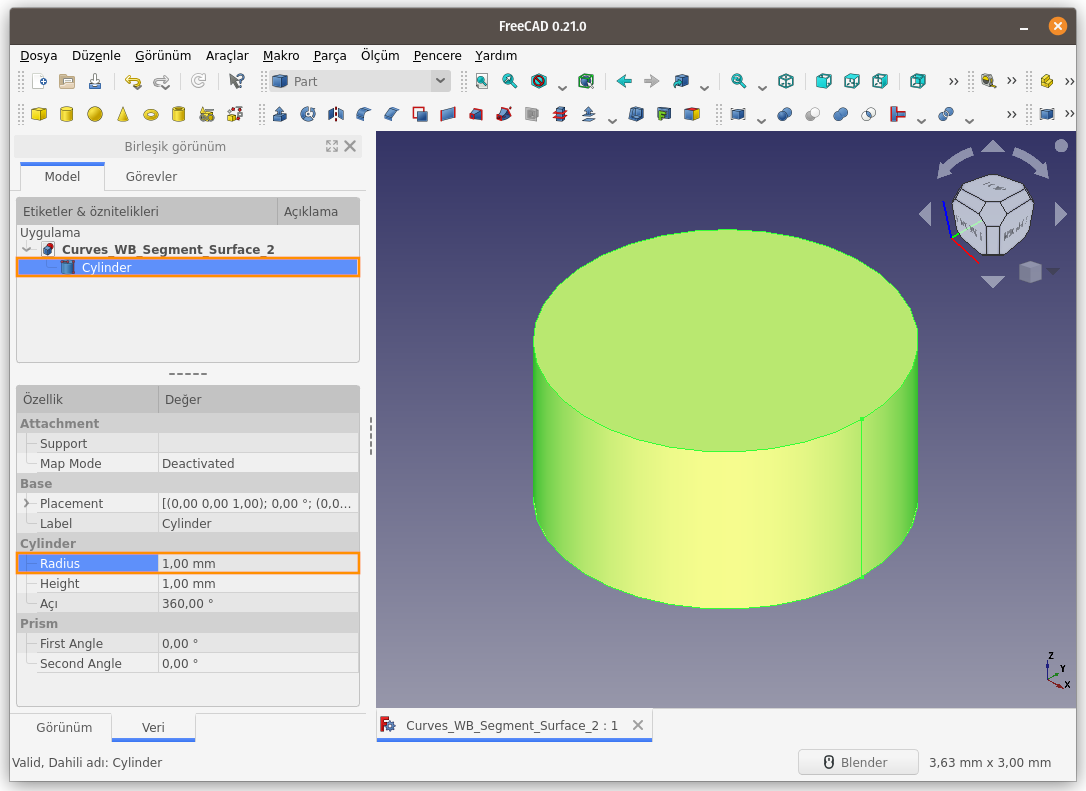 FreeCAD 0.21.0
Dosya Düzenle Görünüm Araçlar Makro Parça Ölçüm Pencere Yardım
Part
Birleşik görünüm
Model Görevler
Etiketler & öznitelikleri Açıklama
Uygulama
Curves_WB_Segment_Surface_2
Cylinder
Özellik Değer
Attachment
Support
Map Mode Deactivated
Base
Placement [(0,00 0,00 1,00); 0,00 °; (0,0...
Label Cylinder
Cylinder
Radius 1,00 mm
Height 1,00 mm
Açı 360,00 °
Prism
First Angle 0,00 °
Second Angle 0,00 °
Görünüm Veri
Z
Y
X
Curves_WB_Segment_Surface_2 : 1
Valid, Dahili adı: Cylinder
Blender 3,63 mm x 3,00 mm